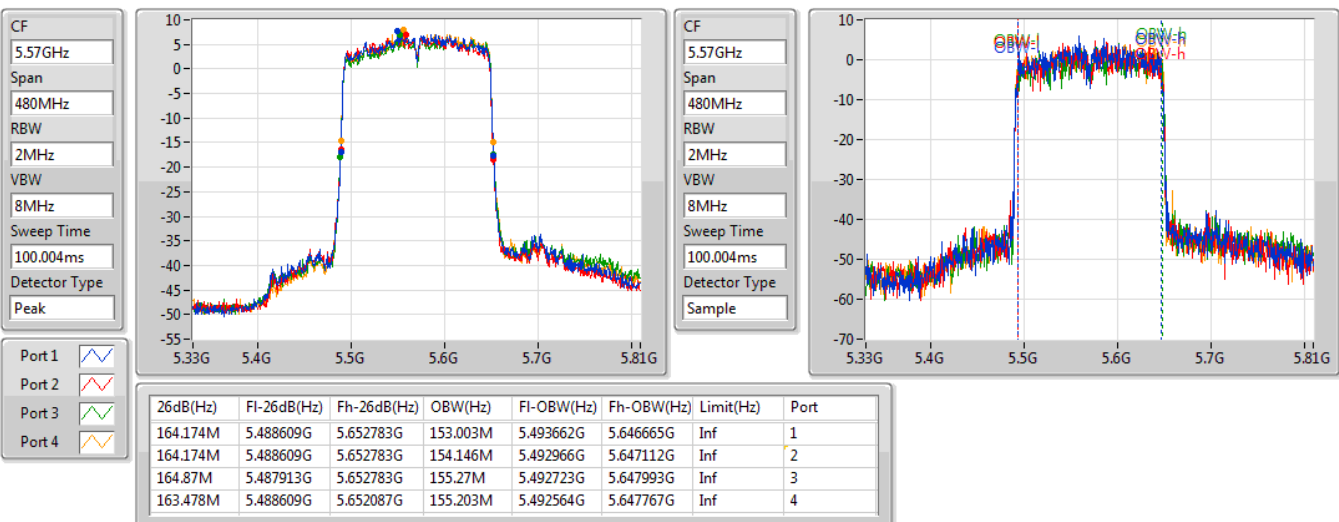 CF
5.57GHz
Span
480MHz
RBW
2MHz
VBW
8MHz
Sweep Time
100.004ms
Detector Type
Peak
10
5
0
-5
-10
-15
-20
-25
-30
-35
-40
-45
-50
-55
5.33G 5.4G 5.5G 5.6G 5.7G 5.81G
CF
5.57GHz
Span
480MHz
RBW
2MHz
VBW
8MHz
Sweep Time
100.004ms
Detector Type
Sample
OBW-l OBW-h
OBW-h
10
0
-10
-20
-30
-40
-50
-60
-70
5.33G 5.4G 5.5G 5.6G 5.7G 5.81G
Port 1
Port 2
Port 3
Port 4
26dB(Hz) Fl-26dB(Hz) Fh-26dB(Hz) OBW(Hz) Fl-OBW(Hz) Fh-OBW(Hz) Limit(Hz) Port
164.174M 5.488609G 5.652783G 153.003M 5.493662G 5.646665G Inf 1
164.174M 5.488609G 5.652783G 154.146M 5.492966G 5.647112G Inf 2
164.87M 5.487913G 5.652783G 155.27M 5.492723G 5.647993G Inf 3
163.478M 5.488609G 5.652087G 155.203M 5.492564G 5.647767G Inf 4